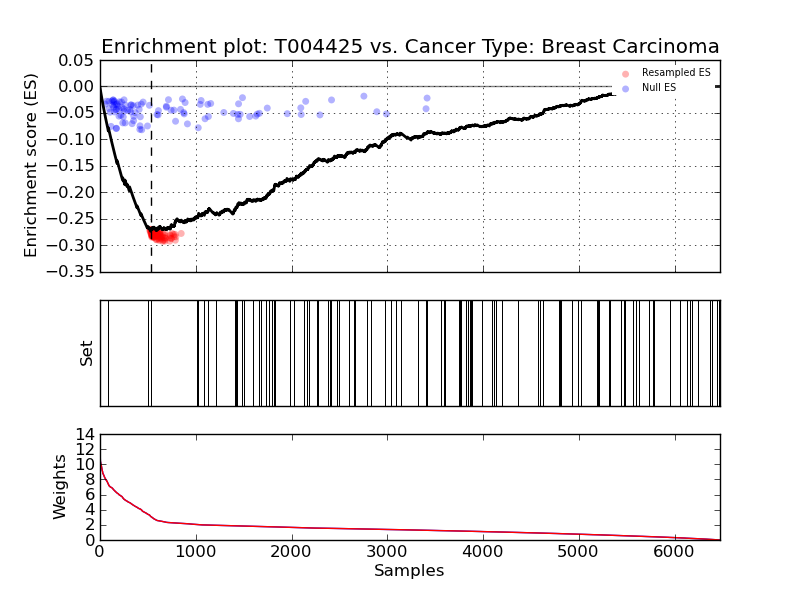 Enrichment plot: T004425 vs. Cancer Type: Breast Carcinoma
Enrichment score (ES)
0.05
0.00
−0.05
−0.10
−0.15
−0.20
−0.25
−0.30
−0.35
Resampled ES
Null ES
Set
Weights
14
12
10
8
6
4
2
0
0 1000 2000 3000 4000 5000 6000
Samples